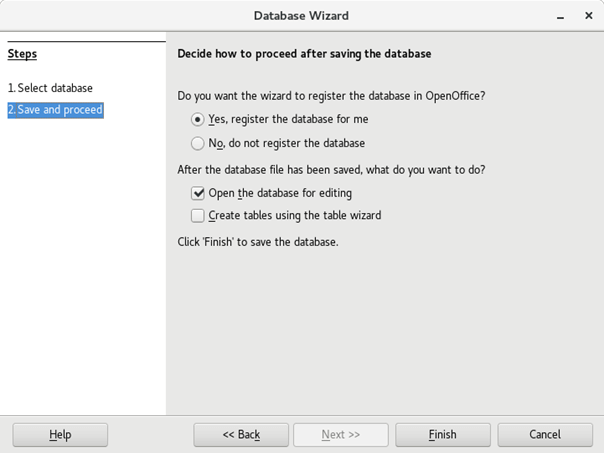 Database Wizard
Steps
1. Select database
2. Save and proceed
Decide how to proceed after saving the database
Do you want the wizard to register the database in OpenOffice?
Yes, register the database for me
No, do not register the database
After the database file has been saved, what do you want to do?
Open the database for editing
Create tables using the table wizard
Click 'Finish' to save the database.
Help
<< Back
Next >>
Finish
Cancel